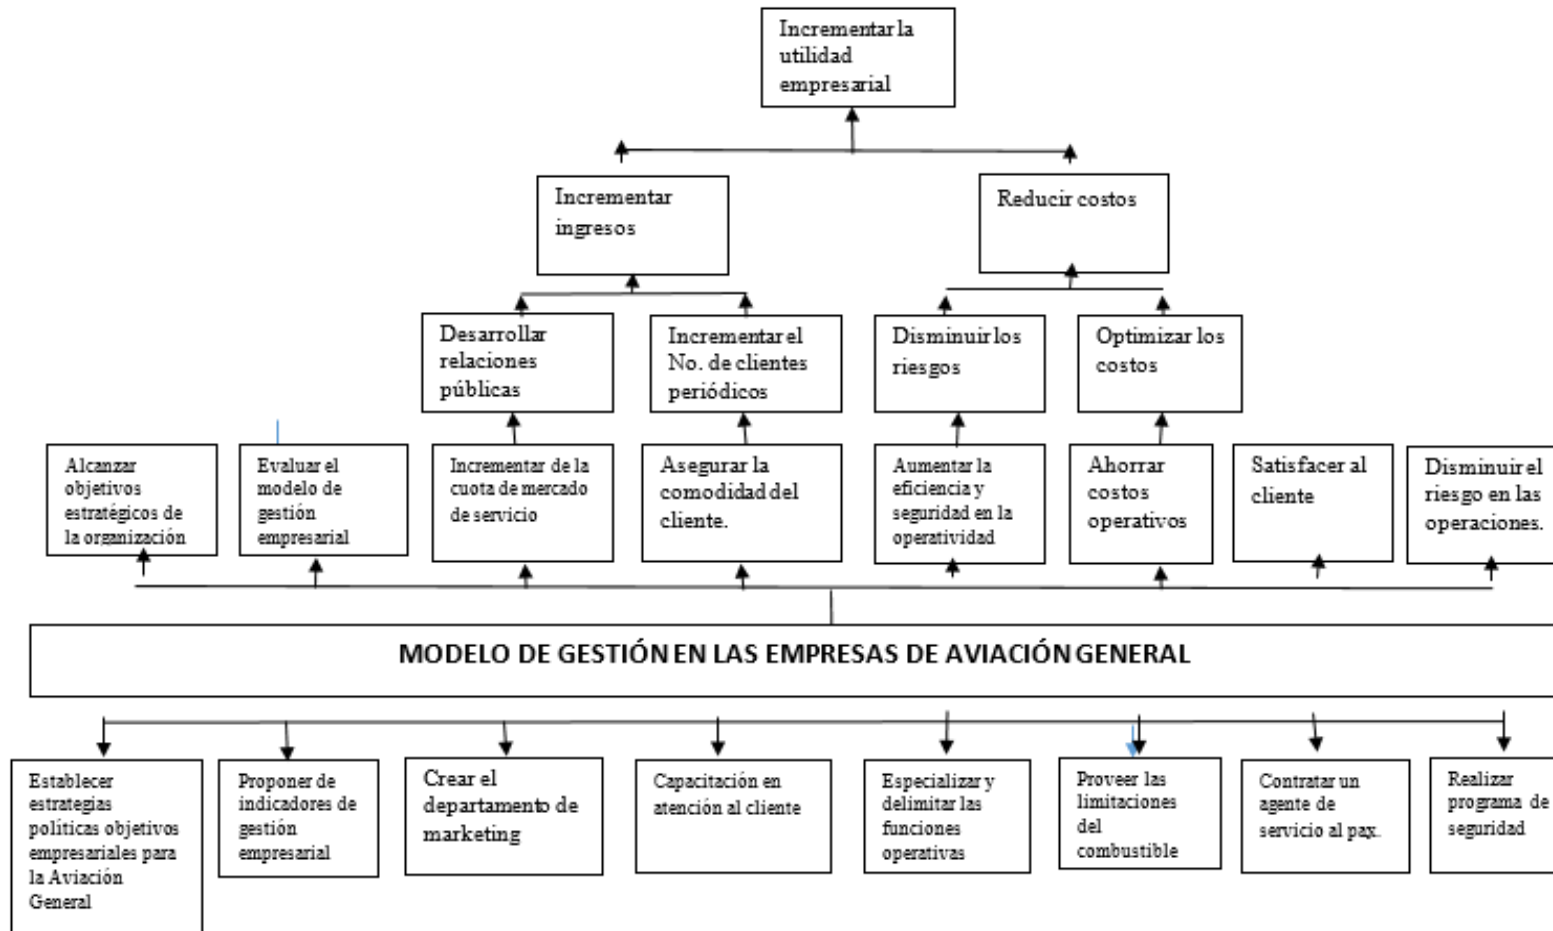 Incrementar la
utilidad
empresarial
Incrementar
ingresos
Reducir costos
Desarrollar
relaciones
públicas
Incrementar el
No. de clientes
periódicos
Disminuir los
riesgos
Optimizar los
costos
Alcanzar
objetivos
estratégicos de
la organización
Evaluar el
modelo de
gestión
empresarial
Incrementar de la
cuota de mercado
de servicio
Asegurar la
comodidad del
cliente.
Aumentar la
eficiencia y
seguridad en la
operatividad
Ahorrar
costos
operativos
Satisfacer al
cliente
Disminuir el
riesgo en las
operaciones.
MODELO DE GESTIÓN EN LAS EMPRESAS DE AVIACIÓN GENERAL
Establecer
estrategias
políticas objetivos
empresariales para
la Aviación
General
Proponer de
indicadores de
gestión
empresarial
Crear el
departamento de
marketing
Capacitación en
atención al cliente
Especializar y
delimitar las
funciones
operativas
Proveer las
limitaciones
del
combustible
Contratar un
agente de
servicio al pax.
Realizar
programa de
seguridad